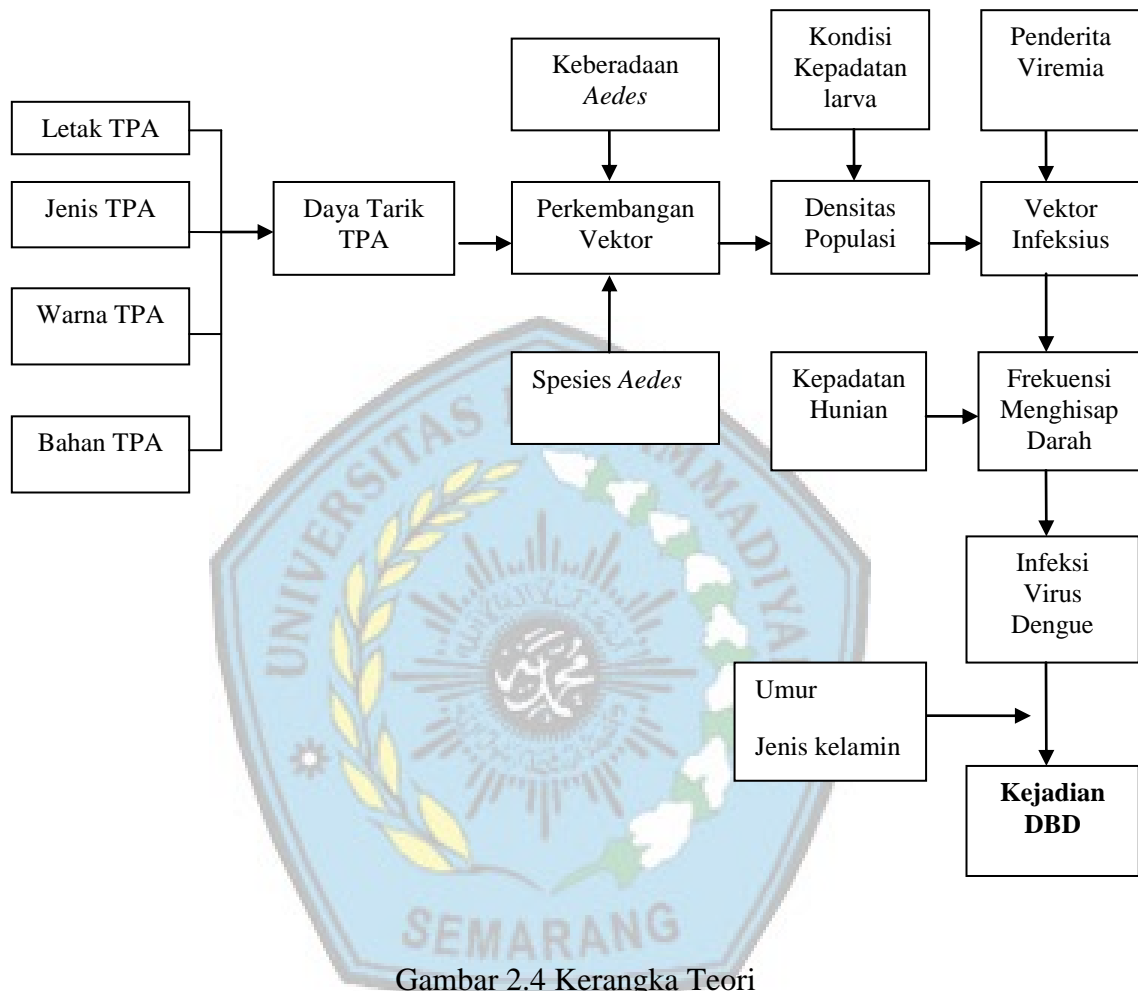 Keberadaan
Aedes
Kondisi
Kepadatan
larva
Penderita
Viremia
Letak TPA
Jenis TPA
Warna TPA
Bahan TPA
Daya Tarik
TPA
Perkembangan
Vektor
Densitas
Populasi
Vektor
Infeksius
Spesies Aedes
Kepadatan
Hunian
Frekuensi
Menghisap
Darah
Infeksi
Virus
Dengue
Umur
Jenis kelamin
Kejadian
DBD
UNIVERSITAS
SEMARANG
Gambar 2.4 Kerangka Teori